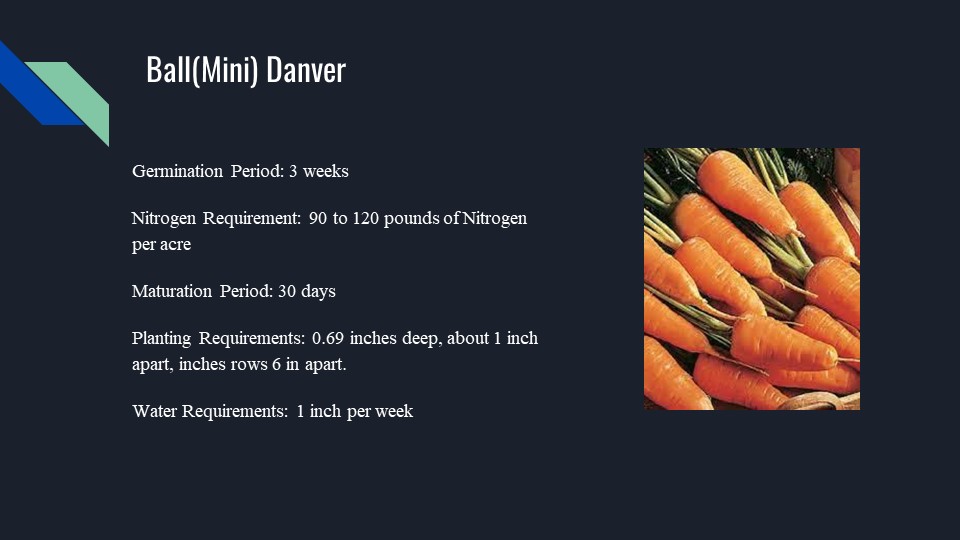 Ball(Mini) Danver
Germination Period: 3 weeks
Nitrogen Requirement: 90 to 120 pounds of Nitrogen
per acre
Maturation Period: 30 days
Planting Requirements: 0.69 inches deep, about 1 inch
apart, inches rows 6 in apart.
Water Requirements: 1 inch per week